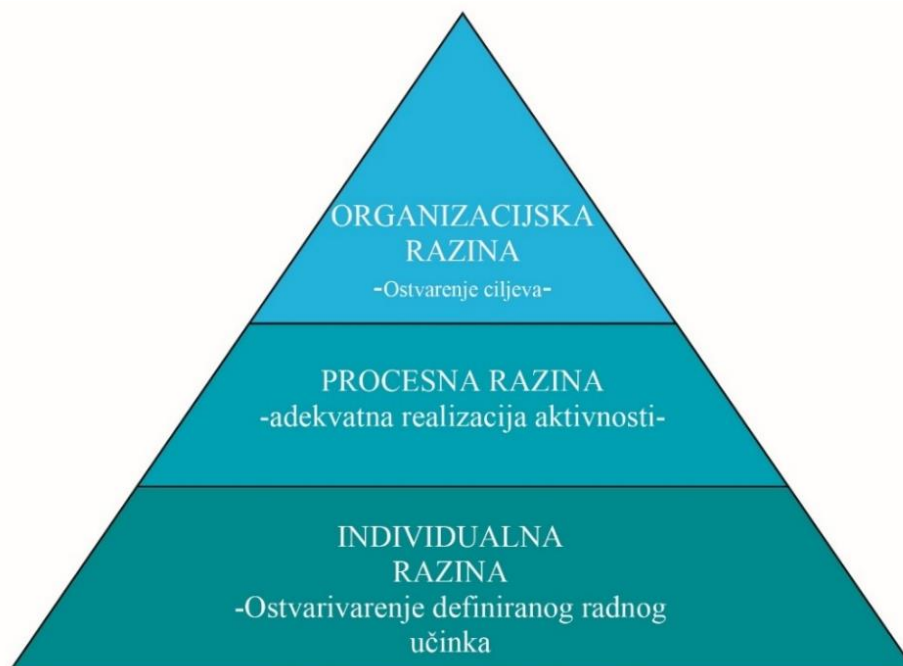 ORGANIZACIJSKA
RAZINA
-Ostvarenje ciljeva-
PROCESNA RAZINA
-adekvatna realizacija aktivnosti-
INDIVIDUALNA
RAZINA
-Ostvarivarenje definiranog radnog
učinka